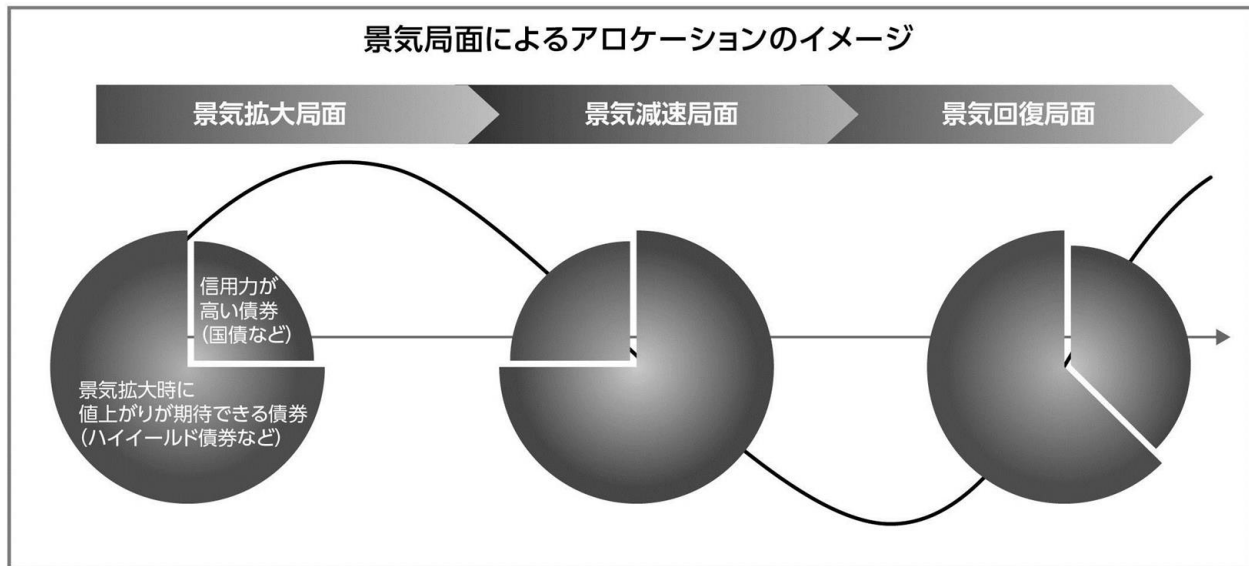 景気局面によるアロケーションのイメージ
景気拡大局面
景気減速局面
景気回復局面
信用力が
高い債券
（国債など）
景気拡大時に
値上がりが期待できる債券
（ハイイールド債券など）